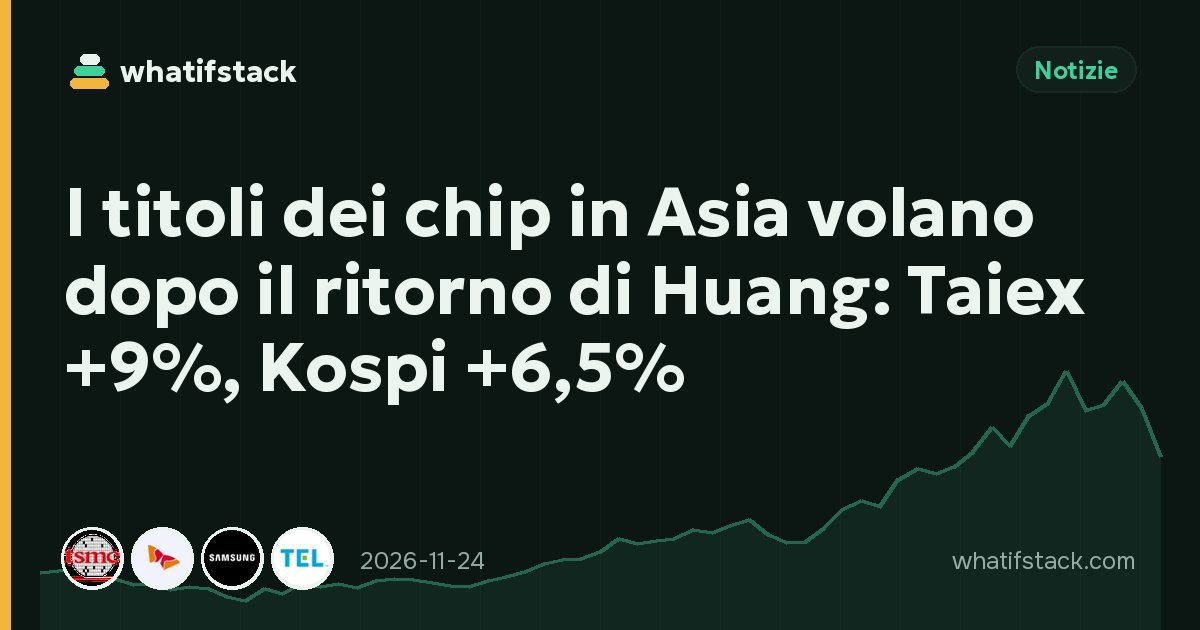 whatifstack
Notizie
I titoli dei chip in Asia volano
dopo il ritorno di Huang: Taiex
+9%, Kospi +6,5%
tsmc
SAMSUNG
TEL
2026-11-24
whatifstack.com